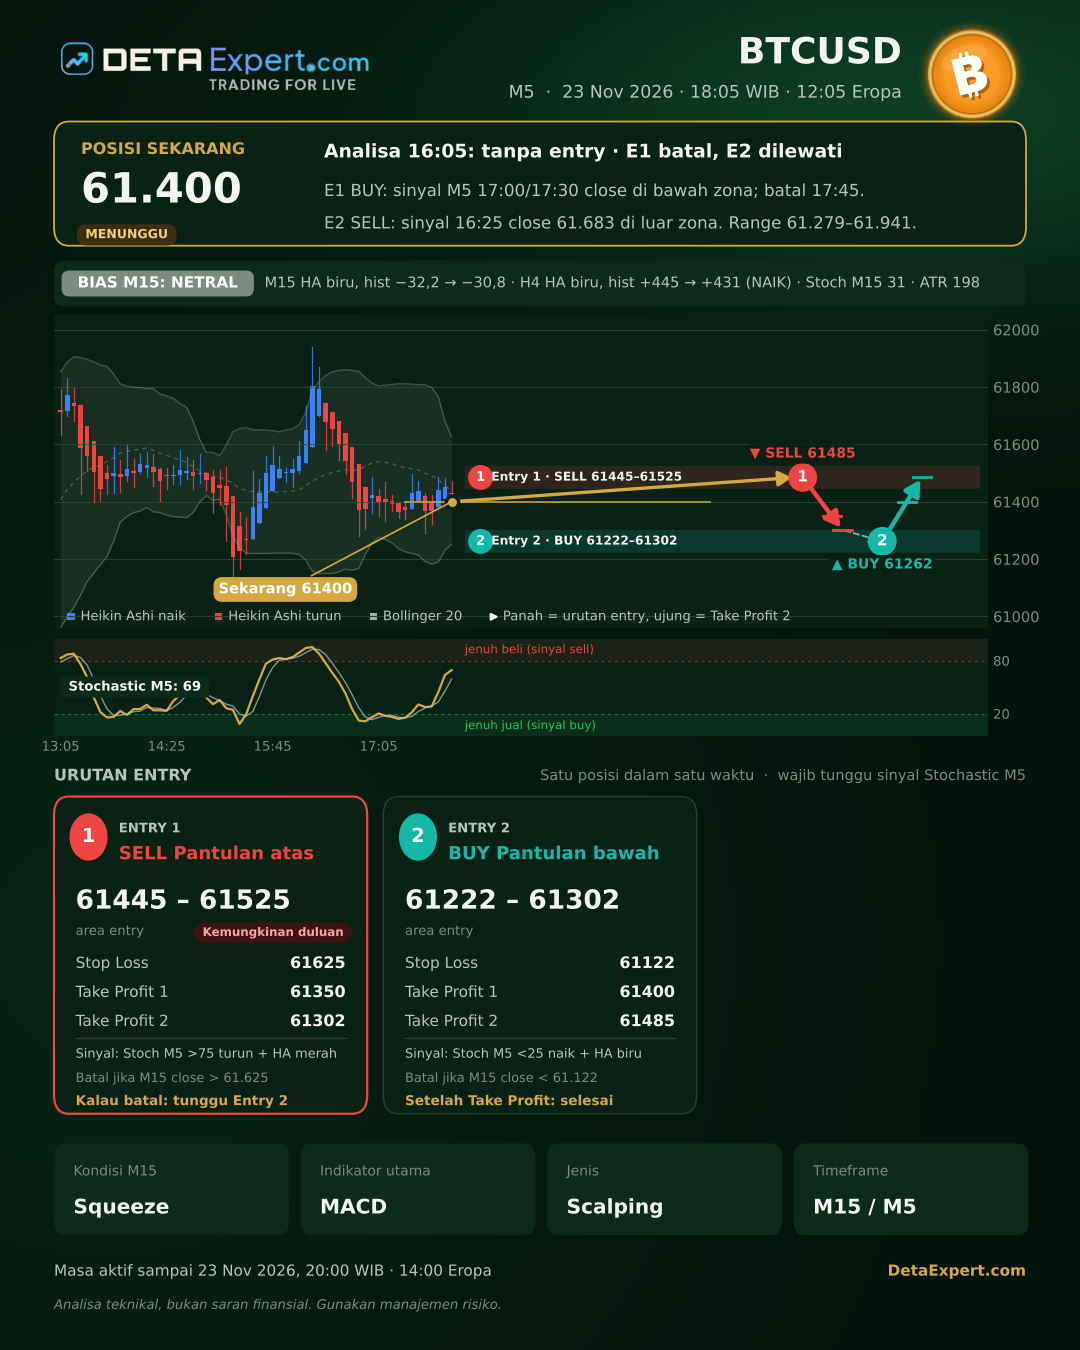 DETA Expert.com
TRADING FOR LIVE
BTCUSD
M5 · 23 Nov 2026 · 18:05 WIB · 12:05 Eropa
POSISI SEKARANG
61.400
MENUNGGU
Analisa 16:05: tanpa entry · E1 batal, E2 dilewati
E1 BUY: sinyal M5 17:00/17:30 close di bawah zona; batal 17:45.
E2 SELL: sinyal 16:25 close 61.683 di luar zona. Range 61.279–61.941.
BIAS M15: NETRAL
M15 HA biru, hist −32,2 → −30,8 · H4 HA biru, hist +445 → +431 (NAIK) · Stoch M15 31 · ATR 198
62000
61800
61600
61400
61200
61000
▼ SELL 61485
1 Entry 1 · SELL 61445–61525
1
2 Entry 2 · BUY 61222–61302
2
▲ BUY 61262
Sekarang 61400
Heikin Ashi naik
Heikin Ashi turun
Bollinger 20
Panah = urutan entry, ujung = Take Profit 2
jenuh beli (sinyal sell)
80
Stochastic M5: 69
20
jenuh jual (sinyal buy)
13:05 14:25 15:45 17:05
URUTAN ENTRY
Satu posisi dalam satu waktu · wajib tunggu sinyal Stochastic M5
1
ENTRY 1
SELL Pantulan atas
61445 – 61525
area entry
Kemungkinan duluan
Stop Loss 61625
Take Profit 1 61350
Take Profit 2 61302
Sinyal: Stoch M5 >75 turun + HA merah
Batal jika M15 close > 61.625
Kalau batal: tunggu Entry 2
2
ENTRY 2
BUY Pantulan bawah
61222 – 61302
area entry
Stop Loss 61122
Take Profit 1 61400
Take Profit 2 61485
Sinyal: Stoch M5 <25 naik + HA biru
Batal jika M15 close < 61.122
Setelah Take Profit: selesai
Kondisi M15
Squeeze
Indikator utama
MACD
Jenis
Scalping
Timeframe
M15 / M5
Masa aktif sampai 23 Nov 2026, 20:00 WIB · 14:00 Eropa
DetaExpert.com
Analisa teknikal, bukan saran finansial. Gunakan manajemen risiko.